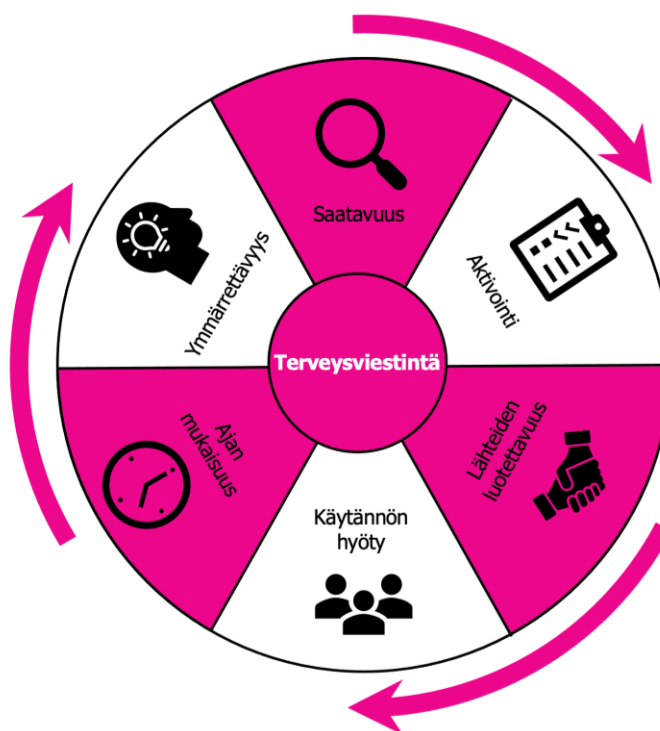 Saatavuus
Aktivointi
Lähteiden
luotettavuus
Käytännön
hyöty
Ajan
mukaisuus
Ymmärrettävyys
Terveysviestintä